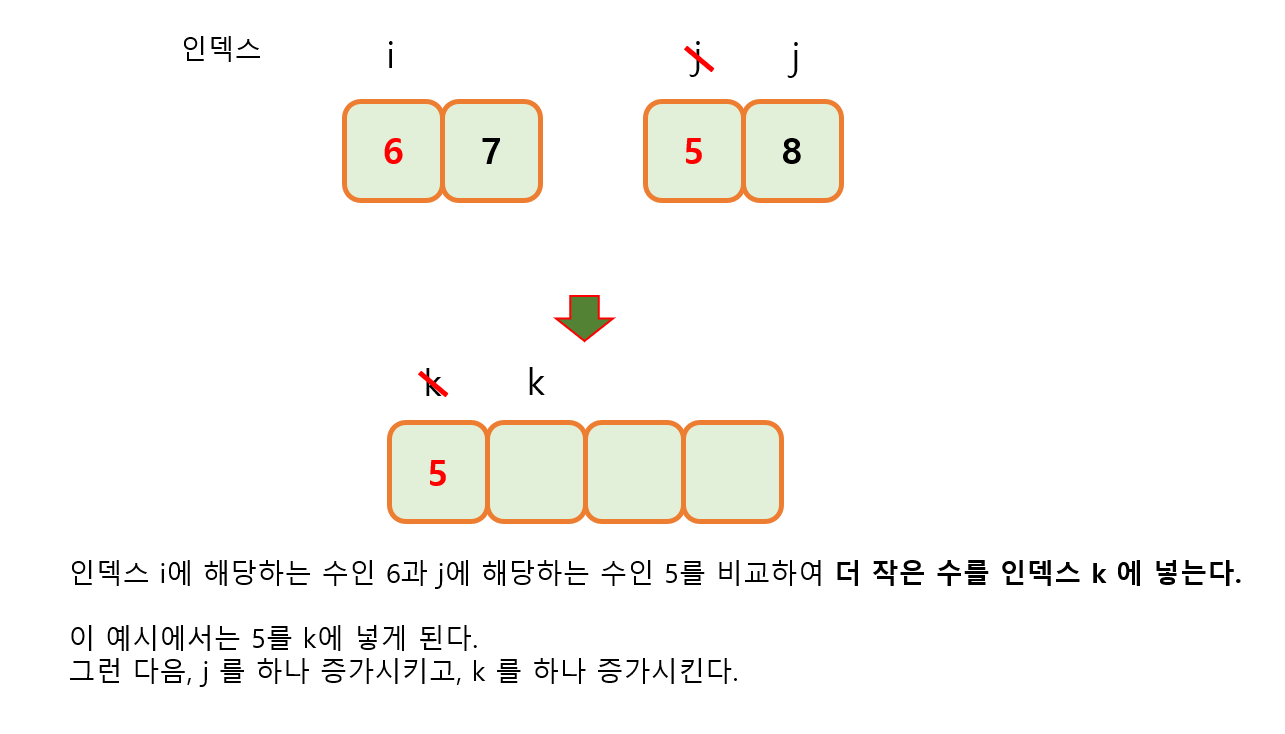 인덱스 i j j
6 7 5 8
k k
5
인덱스 i에 해당하는 수인 6과 j에 해당하는 수인 5를 비교하여 더 작은 수를 인덱스 k 에 넣는다.
이 예시에서는 5를 k에 넣게 된다.
그런 다음, j 를 하나 증가시키고, k 를 하나 증가시킨다.